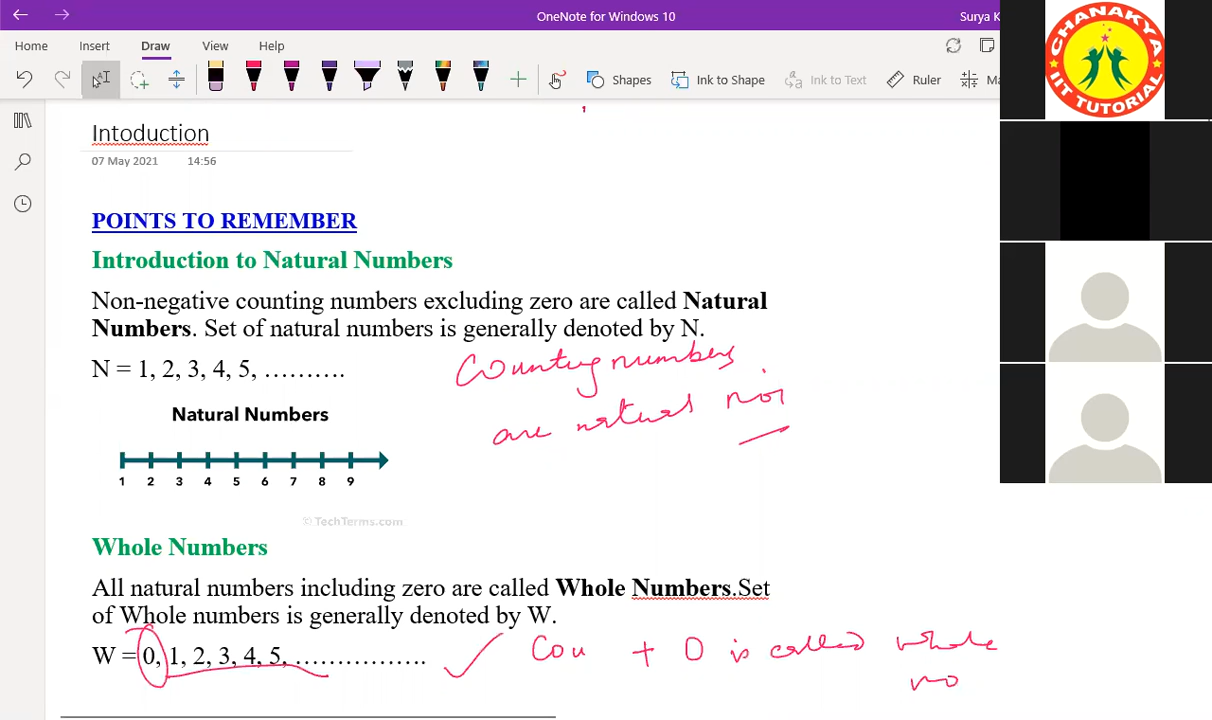 OneNote for Windows 10
Surya K
Home Insert Draw View Help
Shapes Ink to Shape Ink to Text Ruler Ma
CHANAKYA
IIT TUTORIAL
Intoduction
07 May 2021 14:56
POINTS TO REMEMBER
Introduction to Natural Numbers
Non-negative counting numbers excluding zero are called Natural
Numbers. Set of natural numbers is generally denoted by N.
N = 1, 2, 3, 4, 5, ……….
Counting numbers
are natural no
Natural Numbers
1 2 3 4 5 6 7 8 9
© TechTerms.com
Whole Numbers
All natural numbers including zero are called Whole Numbers.Set
of Whole numbers is generally denoted by W.
W = 0, 1, 2, 3, 4, 5, …………….
Cou + 0 is called whole
no